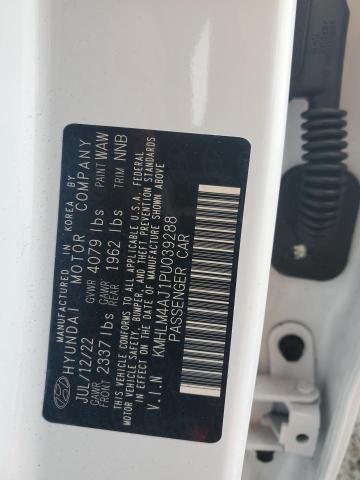 MANUFACTURED IN KOREA BY
HYUNDAI MOTOR COMPANY
JUL/12/22 GVWR 4079 lbs PAINT WAW
GAWR FRONT 2337 lbs GAWR REAR 1962 lbs TRIM NNB
THIS VEHICLE CONFORMS TO ALL APPLICABLE U.S.A. FEDERAL
MOTOR VEHICLE SAFETY, BUMPER, AND THEFT PREVENTION STANDARDS
IN EFFECT ON THE DATE OF MANUFACTURE SHOWN ABOVE
V.I.N KMHLM4AJ1PU039288
PASSENGER CAR